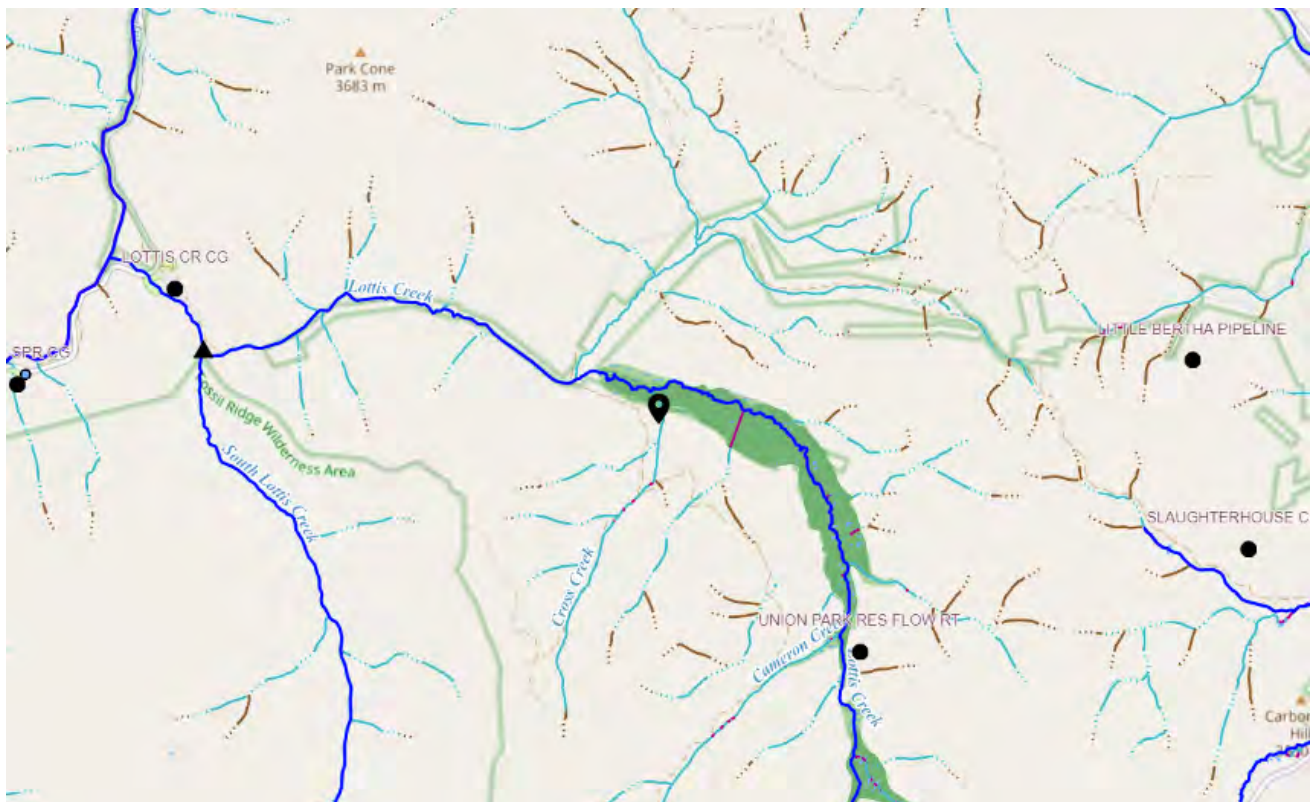 Park Cone
3683 m
LOTTIS CR CG
Lottis Creek
LITTLE BERTHA PIPELINE
SPR CG
ossil Ridge Wilderness Area
South Lottis Creek
SLAUGHTERHOUSE C
Cross Creek
UNION PARK RES FLOW RT
Cameron Creek
Lottis Creek
Carbon
Hill